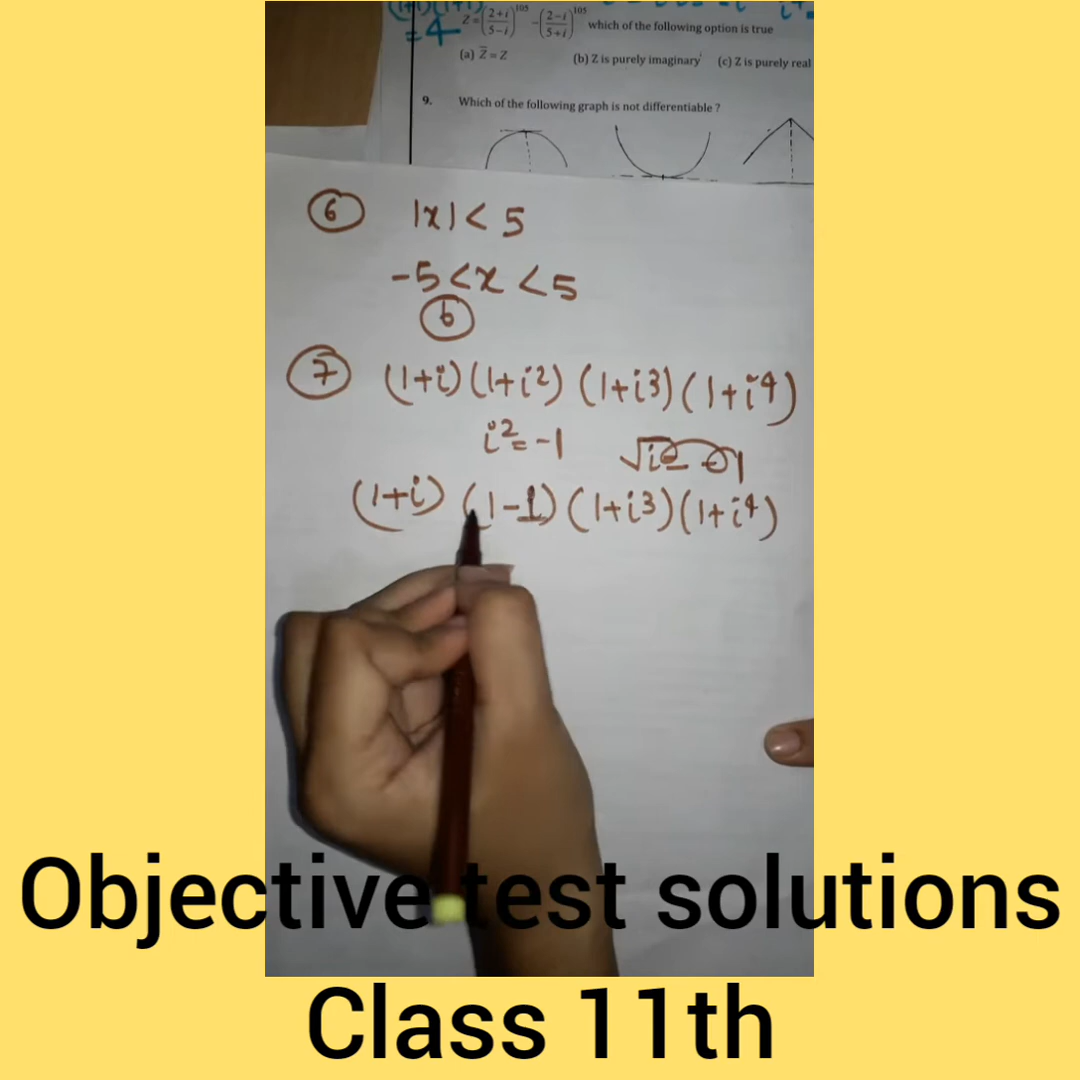 (1+i)(1+i)
= 4
Z = (2+i/5-i)^105 - (2-i/5+i)^105 which of the following option is true
(a) Z̅ = Z (b) Z is purely imaginary (c) Z is purely real
9. Which of the following graph is not differentiable ?
6 |x| < 5
-5 < x < 5
b
7 (1+i)(1+i²)(1+i³)(1+i⁴)
i² = -1
(1+i)(1-1)(1+i³)(1+i⁴)
Objective test solutions
Class 11th